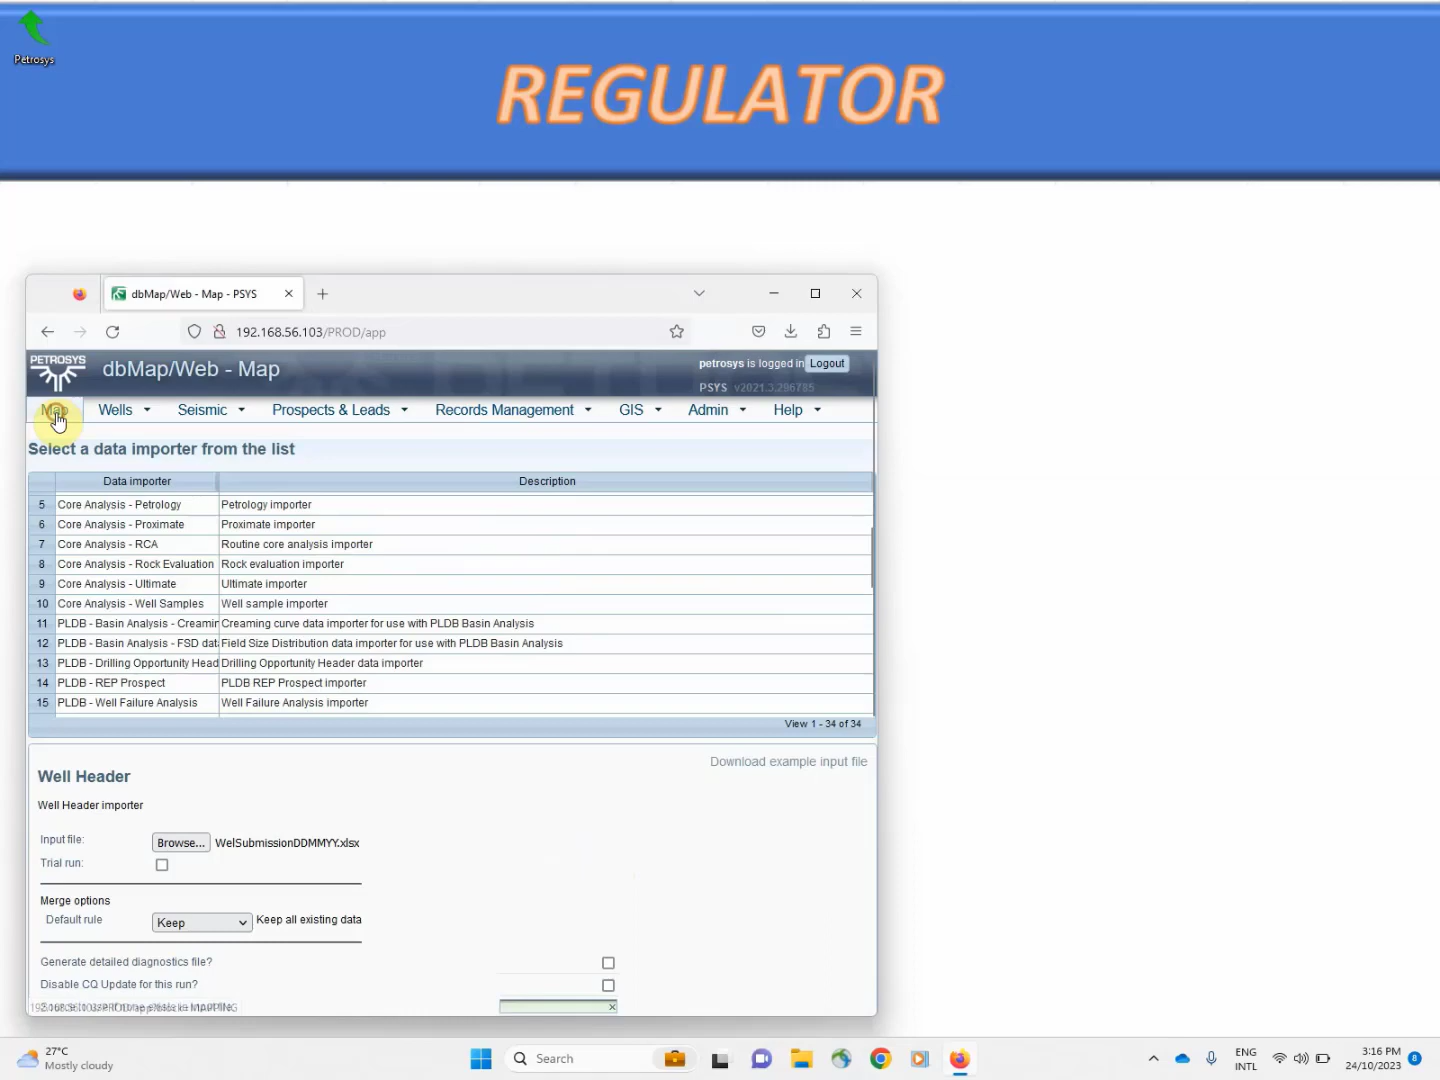 Petrosys
REGULATOR
dbMap/Web - Map - PSYS
192.168.56.103/PROD/app
PETROSYS
dbMap/Web - Map
petrosys is logged in Logout
PSYS v2021.3.296785
Map Wells Seismic Prospects & Leads Records Management GIS Admin Help
Select a data importer from the list
Data importer Description
5 Core Analysis - Petrology Petrology importer
6 Core Analysis - Proximate Proximate importer
7 Core Analysis - RCA Routine core analysis importer
8 Core Analysis - Rock Evaluation Rock evaluation importer
9 Core Analysis - Ultimate Ultimate importer
10 Core Analysis - Well Samples Well sample importer
11 PLDB - Basin Analysis - Creamin Creaming curve data importer for use with PLDB Basin Analysis
12 PLDB - Basin Analysis - FSD dat Field Size Distribution data importer for use with PLDB Basin Analysis
13 PLDB - Drilling Opportunity Head Drilling Opportunity Header data importer
14 PLDB - REP Prospect PLDB REP Prospect importer
15 PLDB - Well Failure Analysis Well Failure Analysis importer
View 1 - 34 of 34
Download example input file
Well Header
Well Header importer
Input file: Browse... WelSubmissionDDMMYY.xlsx
Trial run:
Merge options
Default rule Keep Keep all existing data
Generate detailed diagnostics file?
Disable CQ Update for this run?
27°C
Mostly cloudy
Search
ENG
INTL
3:16 PM
24/10/2023
8